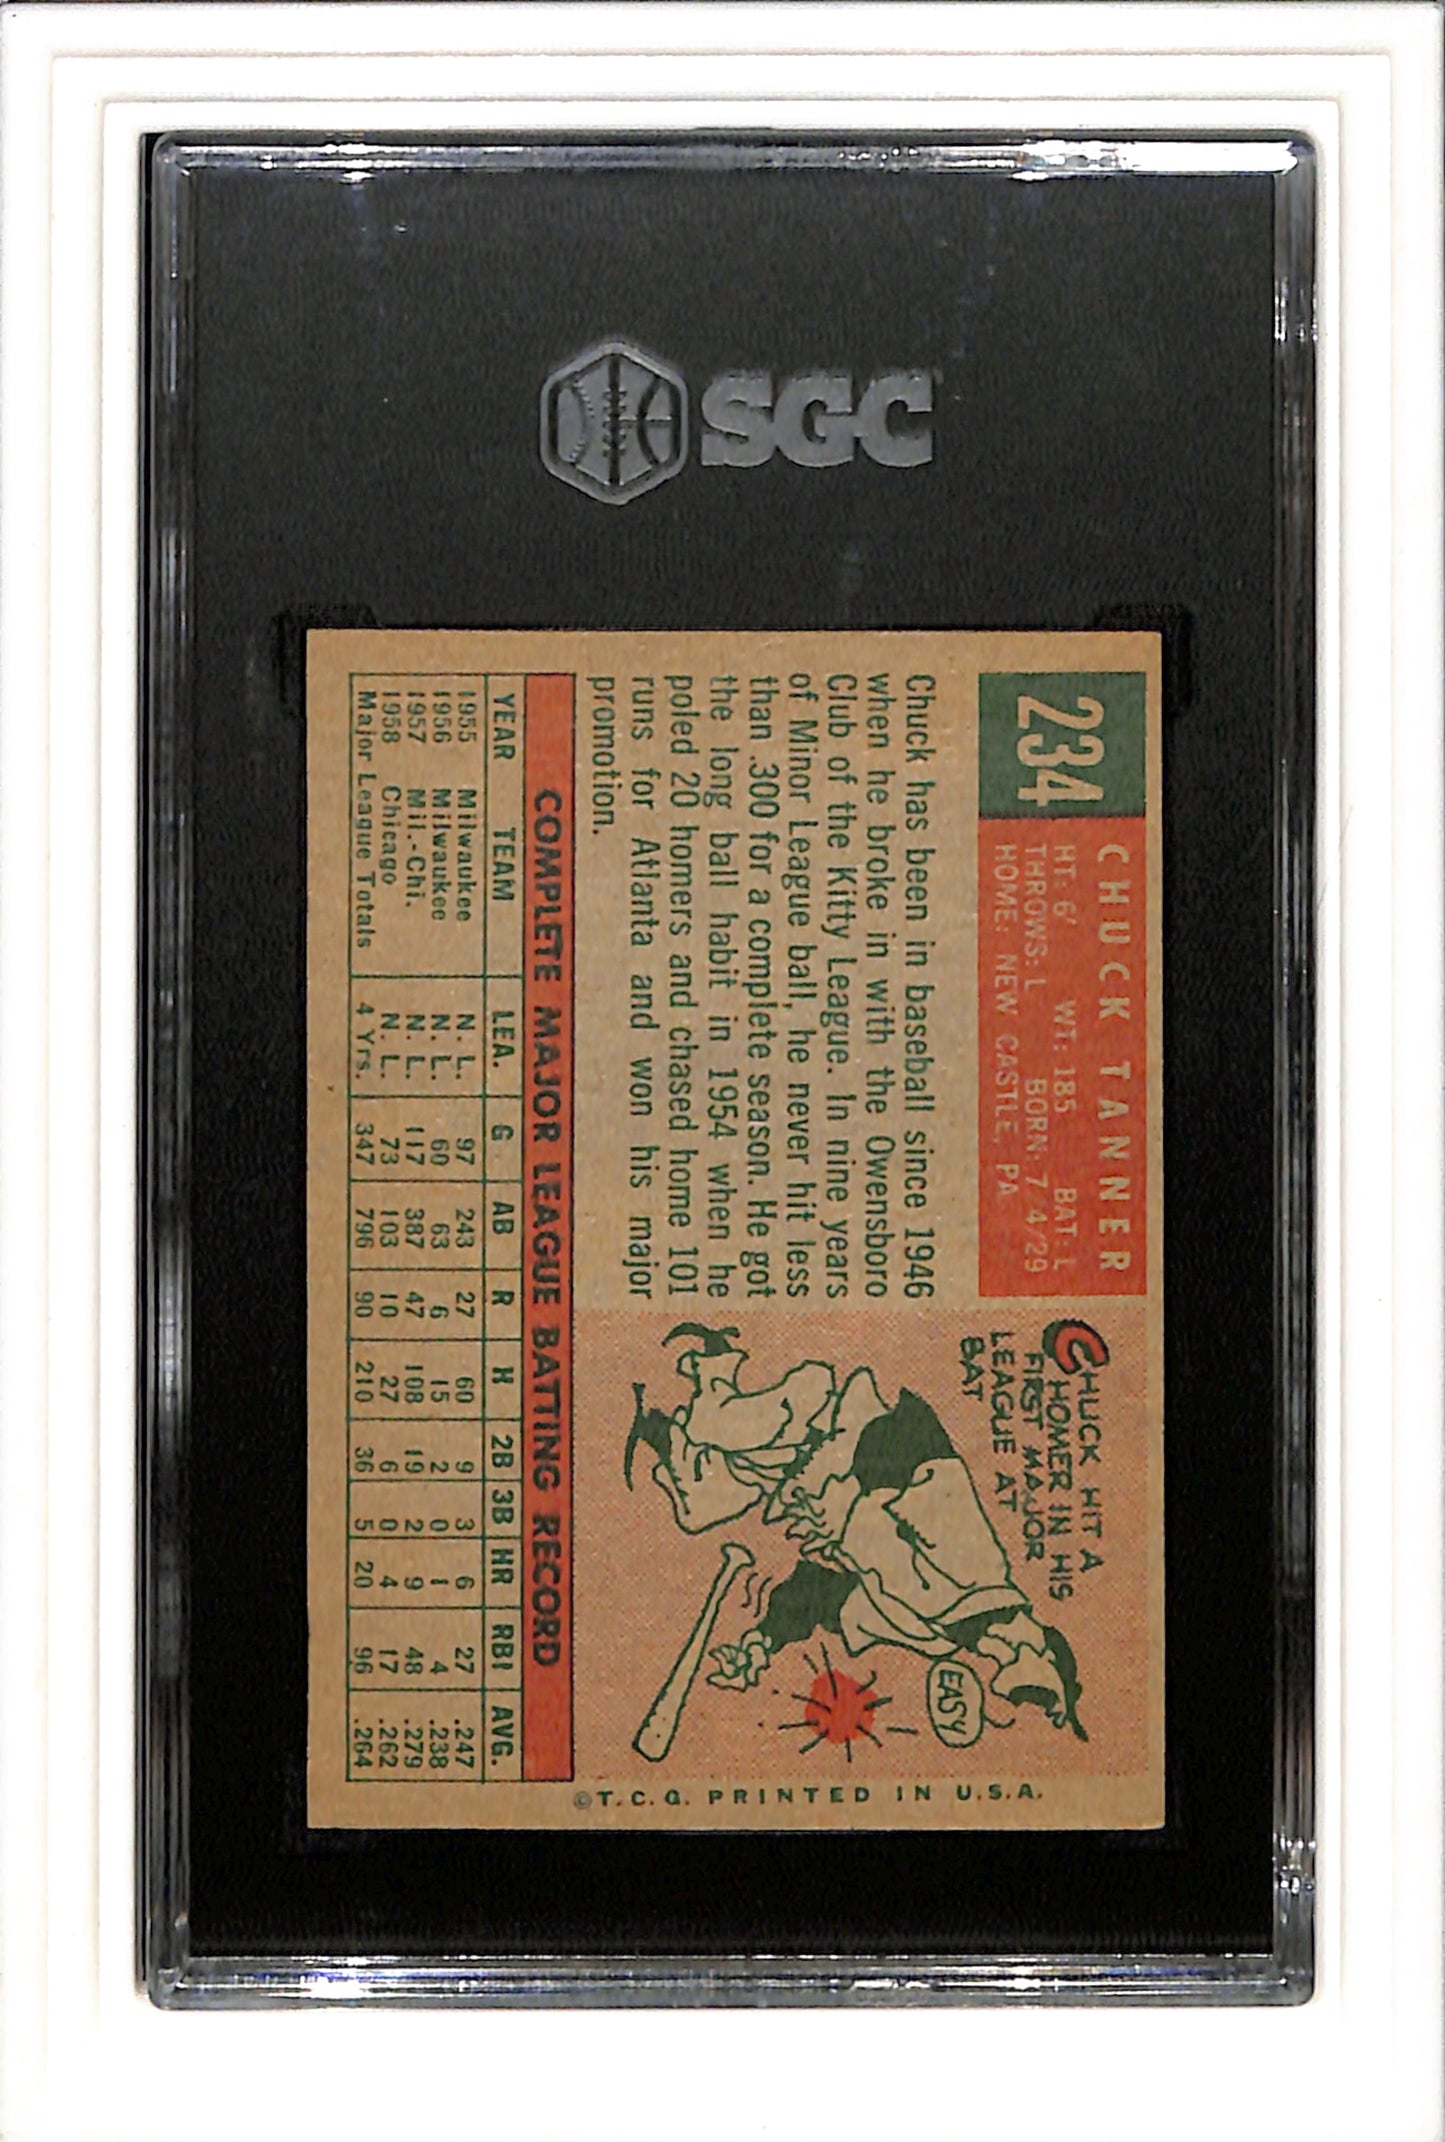 SGC
234
CHUCK TANNER
HT: 6' WT: 185 BAT: L
THROWS: L BORN: 7/4/29
HOME: NEW CASTLE, PA
Chuck has been in baseball since 1946
when he broke in with the Owensboro
Club of the Kitty League. In nine years
of Minor League ball, he never hit less
than .300 for a complete season. He got
the long ball habit in 1954 when he
poled 20 homers and chased home 101
runs for Atlanta and won his major
promotion.
CHUCK HIT A
HOMER IN HIS
FIRST MAJOR
LEAGUE AT
BAT
EASY
COMPLETE MAJOR LEAGUE BATTING RECORD
YEAR TEAM LEA. G AB R H 2B 3B HR RBI AVG.
1955 Milwaukee N. L. 97 243 27 60 9 3 6 27 .247
1956 Milwaukee N. L. 60 63 6 15 2 0 1 4 .238
1957 Mil.-Chi. N. L. 117 387 47 108 19 2 9 48 .279
1958 Chicago N. L. 73 103 10 27 6 0 4 17 .262
Major League Totals 4 Yrs. 347 796 90 210 36 5 20 96 .264
©T.C.G. PRINTED IN U.S.A.